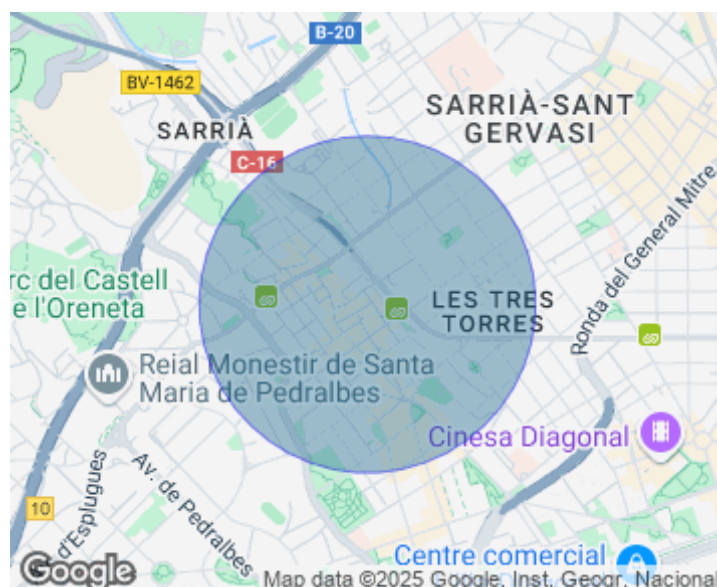 B-20
BV-1462
SARRIÀ
SARRIÀ-SANT
GERVASI
C-16
Ronda del General Mitre
rc del Castell
e l'Oreneta
LES TRES
TORRES
Reial Monestir de Santa
Maria de Pedralbes
Cinesa Diagonal
Av. de Pedralbes
10
d'Esplugues
Centre comercial
Google
Map data ©2025 Google, Inst. Geogr. Nacional